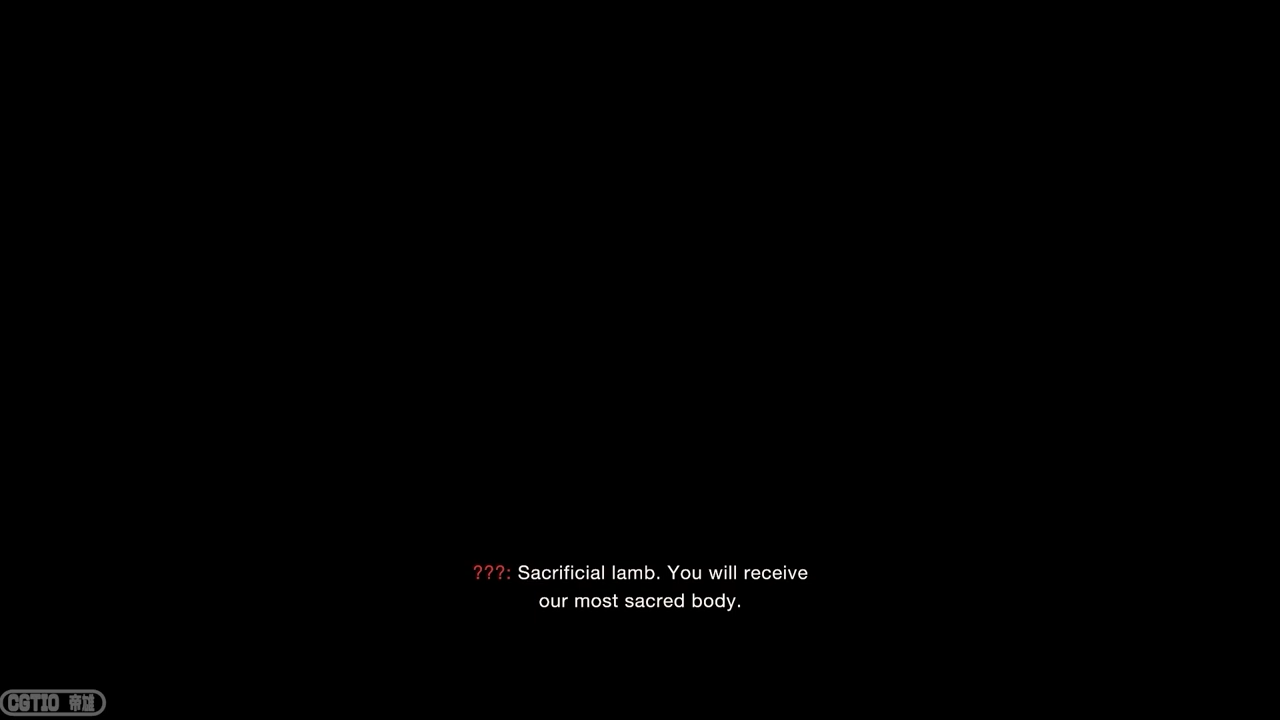 ???: Sacrificial lamb. You will receive
our most sacred body.
CGTIO 帝雄